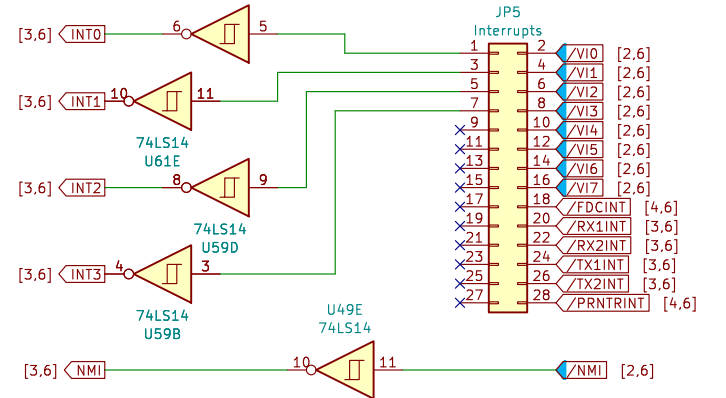 JP5
Interrupts
[3,6] INT0 6 5
1 2 /VI0 [2,6]
3 4 /VI1 [2,6]
[3,6] INT1 10 11
5 6 /VI2 [2,6]
7 8 /VI3 [2,6]
9 10 /VI4 [2,6]
74LS14
U61E
11 12 /VI5 [2,6]
13 14 /VI6 [2,6]
[3,6] INT2 8 9
15 16 /VI7 [2,6]
17 18 /FDCINT [4,6]
74LS14
U59D
19 20 /RX1INT [3,6]
21 22 /RX2INT [3,6]
23 24 /TX1INT [3,6]
[3,6] INT3 4 3
25 26 /TX2INT [3,6]
27 28 /PRNTRINT [4,6]
74LS14
U59B
U49E
74LS14
[3,6] NMI 10 11 /NMI [2,6]